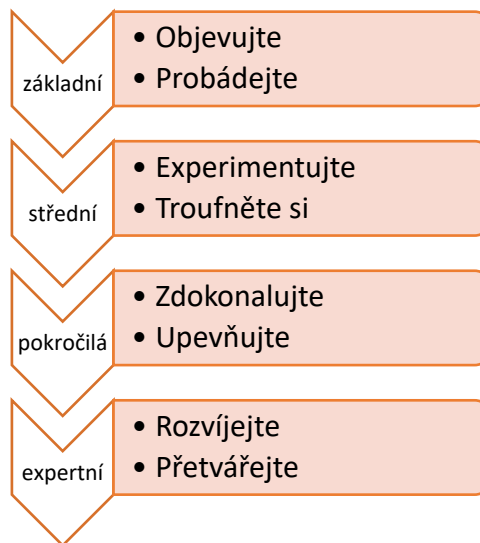 základní
• Objevujte
• Probádejte
střední
• Experimentujte
• Troufněte si
pokročilá
• Zdokonalujte
• Upevňujte
expertní
• Rozvíjejte
• Přetvářejte